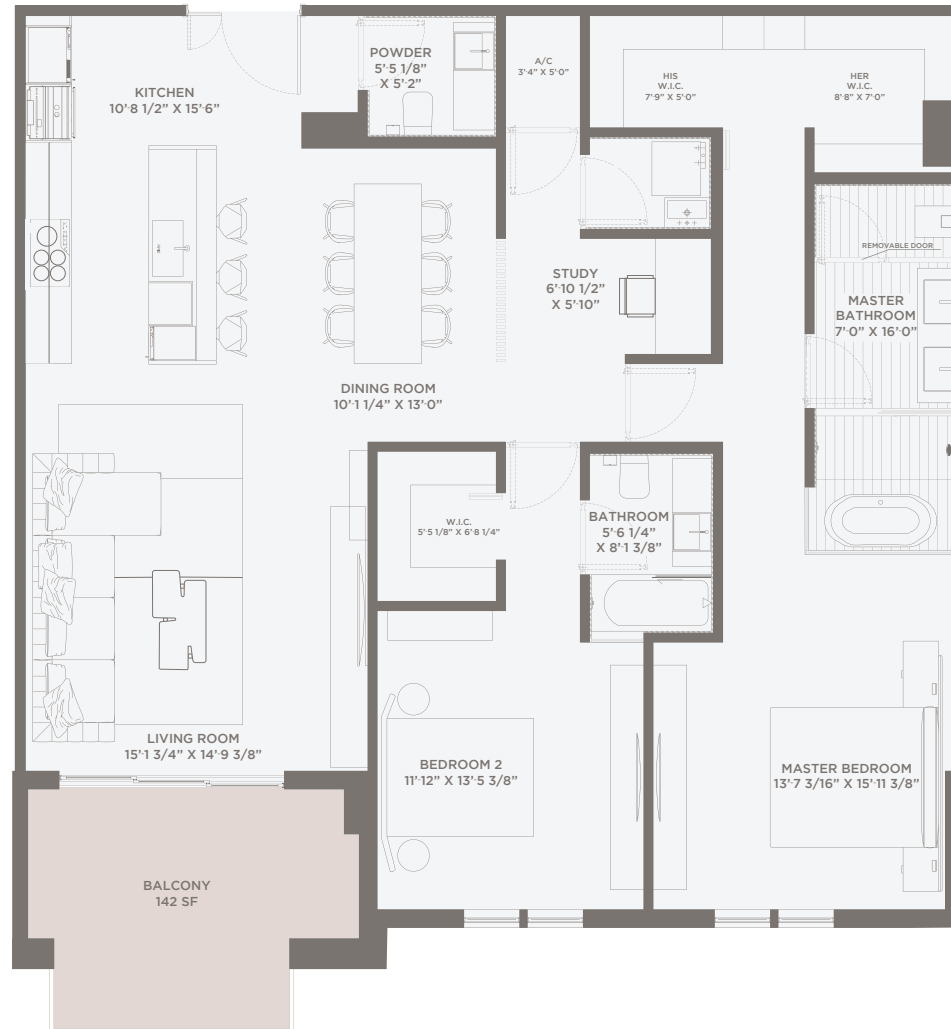 POWDER
5'-5 1/8"
X 5'-2"
A/C
3'-4" X 5'-0"
HIS
W.I.C.
7'-9" X 5'-0"
HER
W.I.C.
8'-8" X 7'-0"
KITCHEN
10'-8 1/2" X 15'-6"
REMOVABLE DOOR
STUDY
6'-10 1/2"
X 5'-10"
MASTER
BATHROOM
7'-0" X 16'-0"
DINING ROOM
10'-1 1/4" X 13'-0"
W.I.C.
5'-5 1/8" X 6'-8 1/4"
BATHROOM
5'-6 1/4"
X 8'-1 3/8"
LIVING ROOM
15'-1 3/4" X 14'-9 3/8"
BEDROOM 2
11'-12" X 13'-5 3/8"
MASTER BEDROOM
13'-7 3/16" X 15'-11 3/8"
BALCONY
142 SF